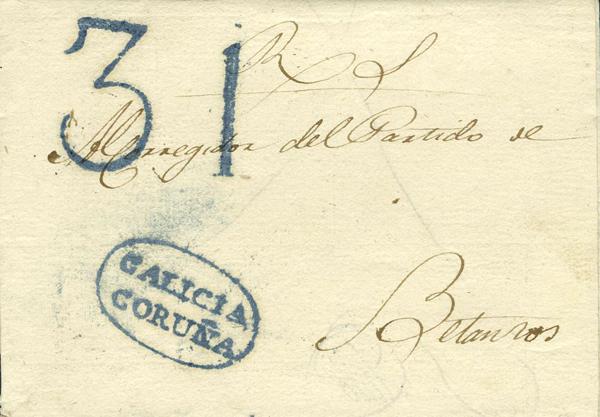 31
R S
Al Corregidor del Partido de
GALICIA
CORUÑA
Betanzos